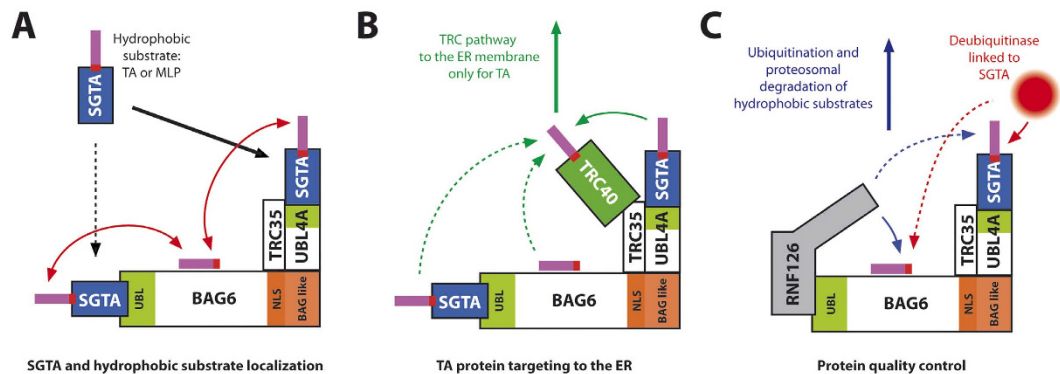 A
Hydrophobic
substrate:
TA or MLP
SGTA
SGTA
TRC35
UBL4A
SGTA
UBL
BAG6
NLS
BAG like
SGTA and hydrophobic substrate localization
B
TRC pathway
to the ER membrane
only for TA
TRC40
SGTA
TRC35
UBL4A
SGTA
UBL
BAG6
NLS
BAG like
TA protein targeting to the ER
C
Ubiquitination and
proteosomal
degradation of
hydrophobic substrates
Deubiquitinase
linked to
SGTA
SGTA
TRC35
UBL4A
RNF126
UBL
BAG6
NLS
BAG like
Protein quality control